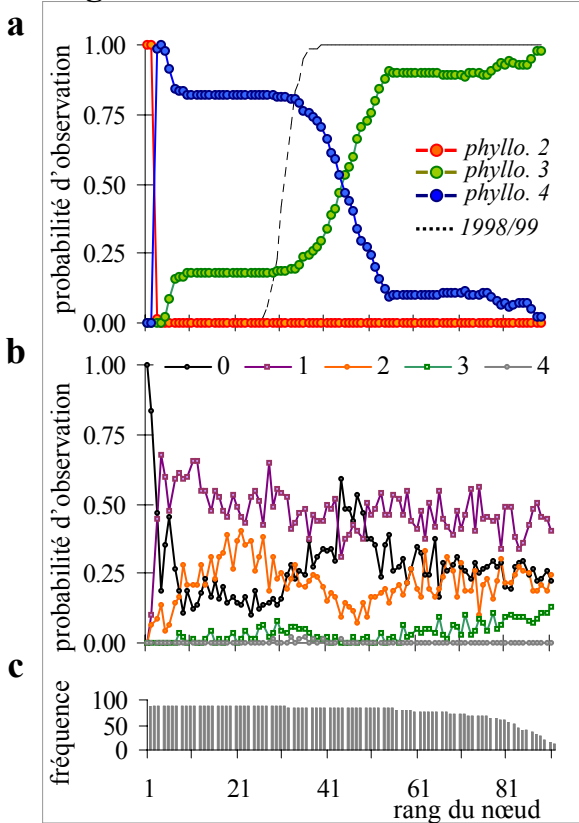 a
1.00
0.75
0.50
0.25
0.00
probabilité d'observation
phyllo. 2
phyllo. 3
phyllo. 4
1998/99
b
0 1 2 3 4
1.00
0.75
0.50
0.25
0.00
probabilité d'observation
c
100
50
0
fréquence
1 21 41 61 81
rang du nœud